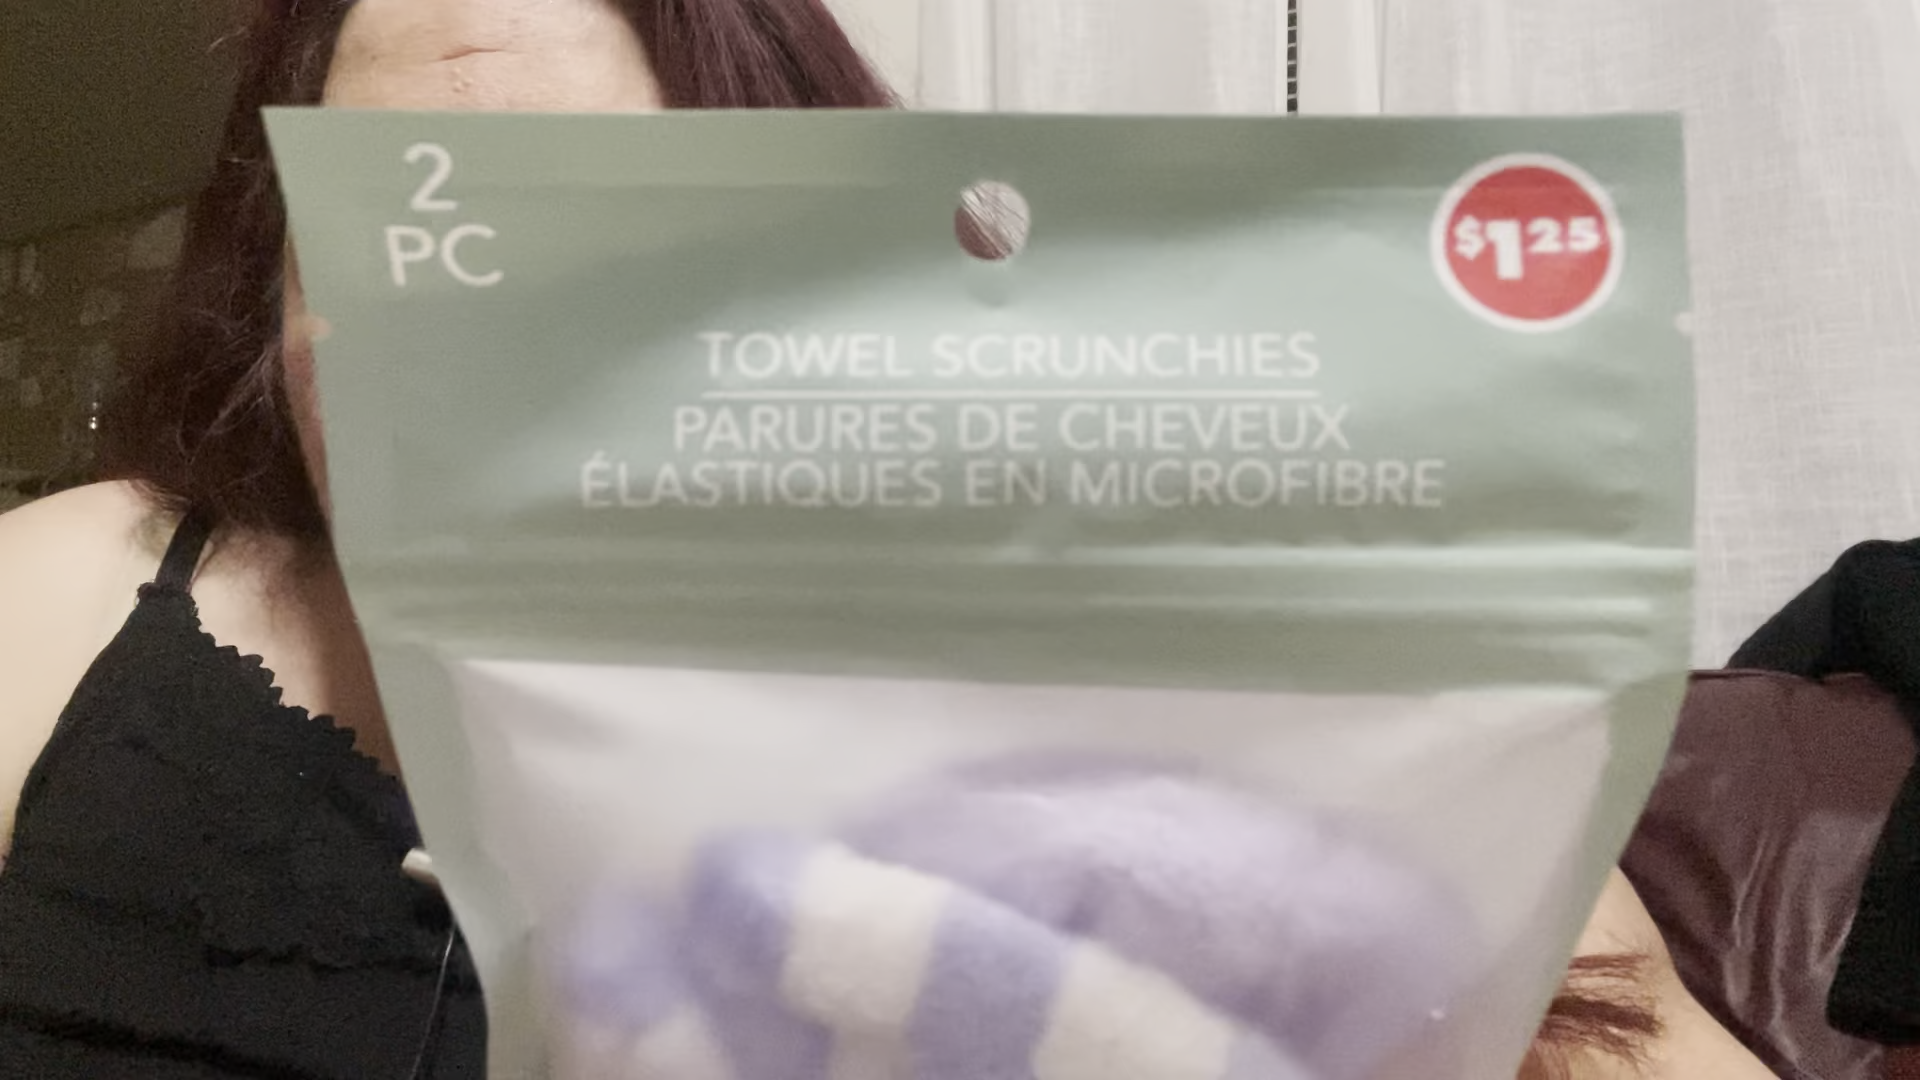 2
PC
$1.25
TOWEL SCRUNCHIES
PARURES DE CHEVEUX
ÉLASTIQUES EN MICROFIBRE